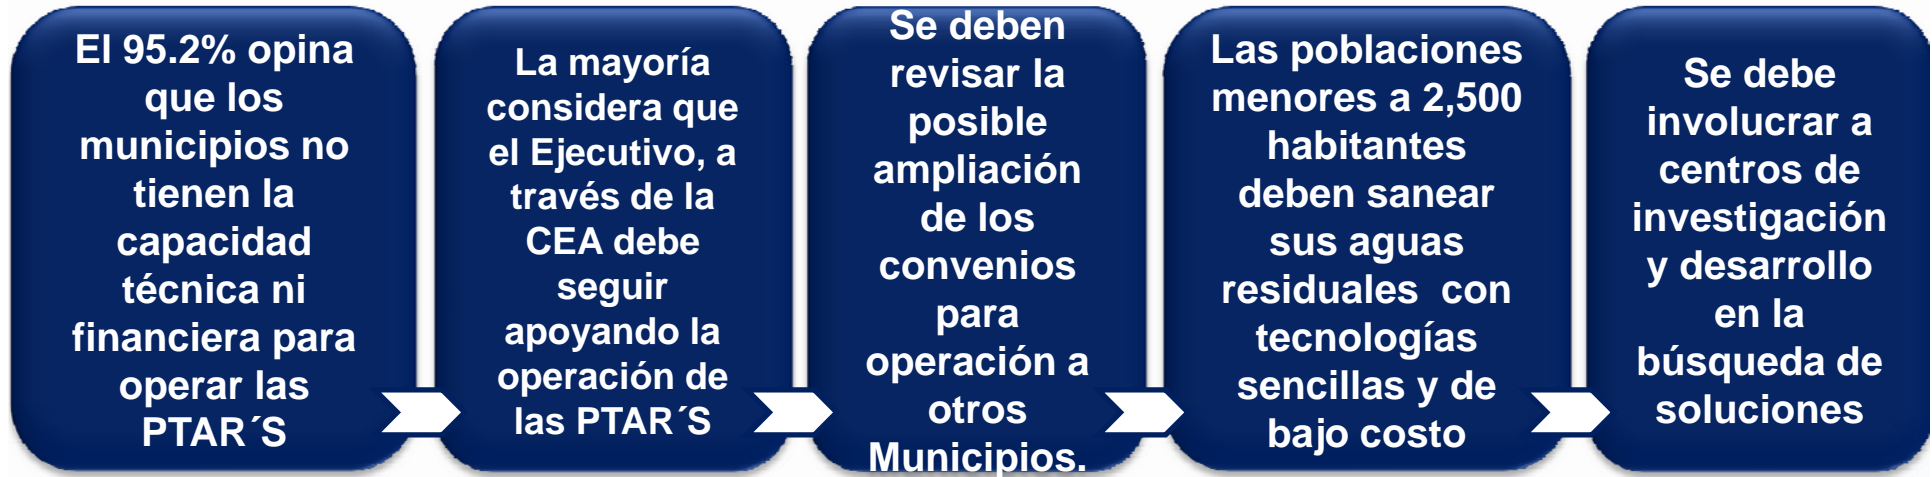 El 95.2% opina
que los
municipios no
tienen la
capacidad
técnica ni
financiera para
operar las
PTAR´S
La mayoría
considera que
el Ejecutivo, a
través de la
CEA debe
seguir
apoyando la
operación de
las PTAR´S
Se deben
revisar la
posible
ampliación
de los
convenios
para
operación a
otros
Municipios.
Las poblaciones
menores a 2,500
habitantes
deben sanear
sus aguas
residuales  con
tecnologías
sencillas y de
bajo costo
Se debe
involucrar a
centros de
investigación
y desarrollo
en la
búsqueda de
soluciones